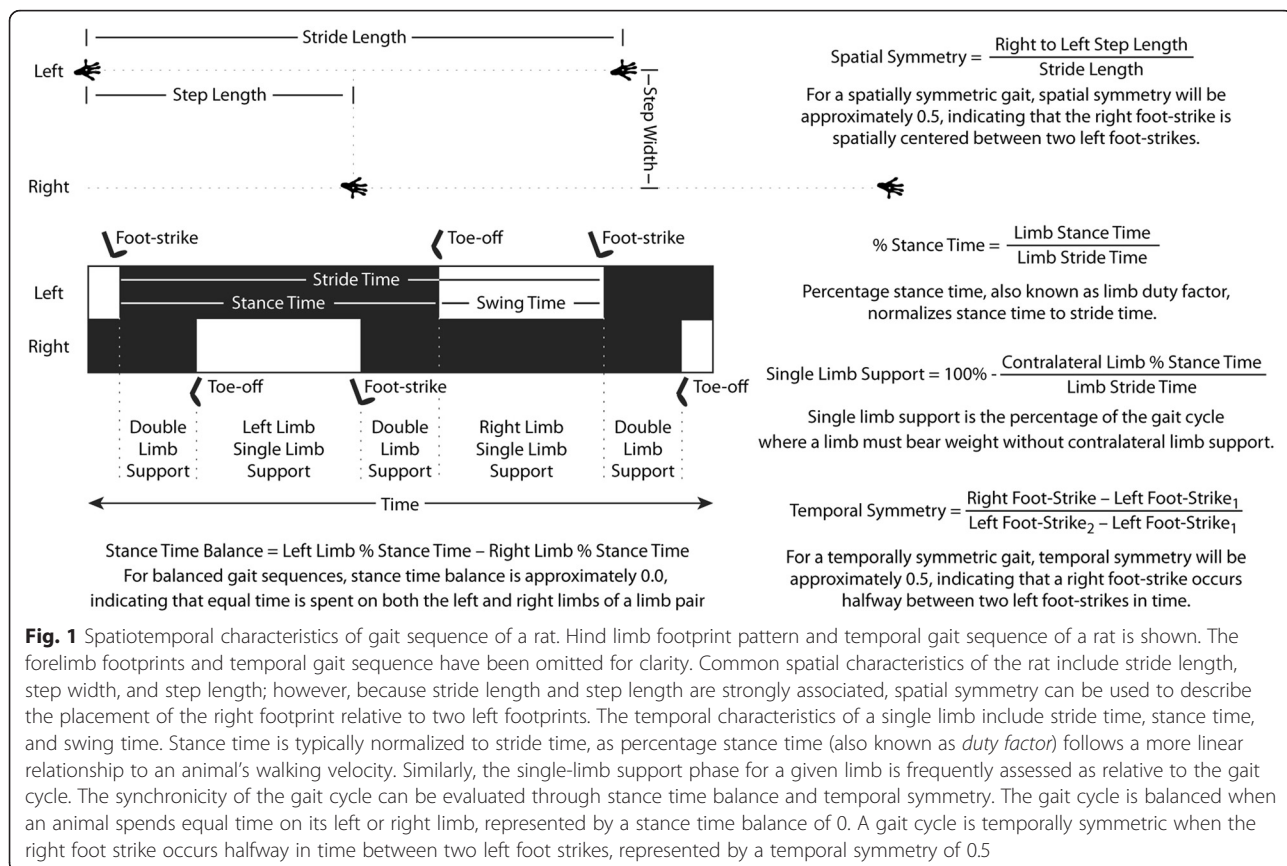 Stride Length
Left
Step Length
Step Width
Right
Spatial Symmetry = Right to Left Step Length / Stride Length
For a spatially symmetric gait, spatial symmetry will be
approximately 0.5, indicating that the right foot-strike is
spatially centered between two left foot-strikes.
Foot-strike
Toe-off
Foot-strike
Left
Stride Time
Stance Time
Swing Time
Right
Toe-off
Foot-strike
Toe-off
Double
Limb
Support
Left Limb
Single Limb
Support
Double
Limb
Support
Right Limb
Single Limb
Support
Double
Limb
Support
Time
Stance Time Balance = Left Limb % Stance Time – Right Limb % Stance Time
For balanced gait sequences, stance time balance is approximately 0.0,
indicating that equal time is spent on both the left and right limbs of a limb pair
% Stance Time = Limb Stance Time / Limb Stride Time
Percentage stance time, also known as limb duty factor,
normalizes stance time to stride time.
Single Limb Support = 100% - Contralateral Limb % Stance Time / Limb Stride Time
Single limb support is the percentage of the gait cycle
where a limb must bear weight without contralateral limb support.
Temporal Symmetry = Right Foot-Strike – Left Foot-Strike1 / Left Foot-Strike2 – Left Foot-Strike1
For a temporally symmetric gait, temporal symmetry will be
approximately 0.5, indicating that a right foot-strike occurs
halfway between two left foot-strikes in time.
Fig. 1 Spatiotemporal characteristics of gait sequence of a rat. Hind limb footprint pattern and temporal gait sequence of a rat is shown. The
forelimb footprints and temporal gait sequence have been omitted for clarity. Common spatial characteristics of the rat include stride length,
step width, and step length; however, because stride length and step length are strongly associated, spatial symmetry can be used to describe
the placement of the right footprint relative to two left footprints. The temporal characteristics of a single limb include stride time, stance time,
and swing time. Stance time is typically normalized to stride time, as percentage stance time (also known as duty factor) follows a more linear
relationship to an animal's walking velocity. Similarly, the single-limb support phase for a given limb is frequently assessed as relative to the gait
cycle. The synchronicity of the gait cycle can be evaluated through stance time balance and temporal symmetry. The gait cycle is balanced when
an animal spends equal time on its left or right limb, represented by a stance time balance of 0. A gait cycle is temporally symmetric when the
right foot strike occurs halfway in time between two left foot strikes, represented by a temporal symmetry of 0.5